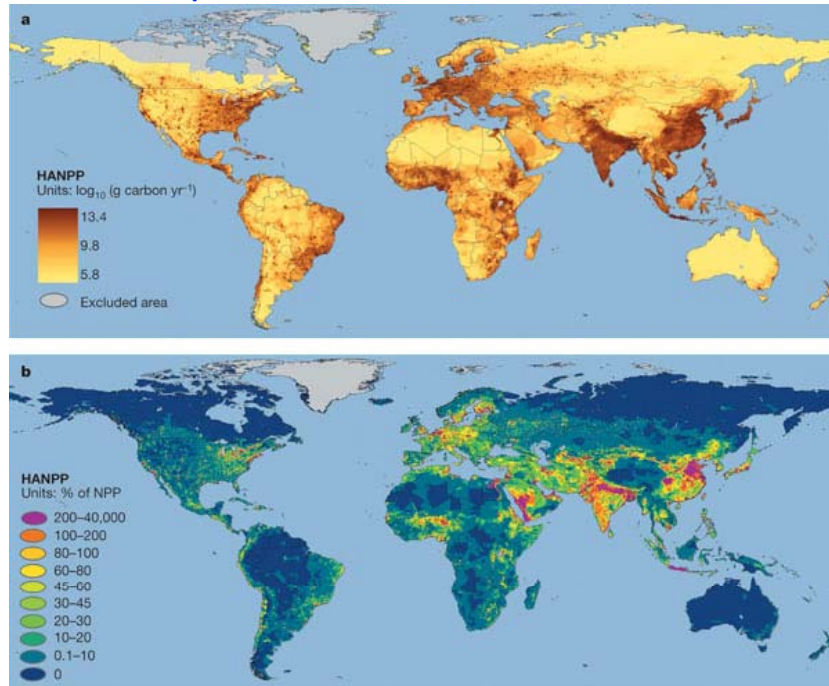 a
HANPP
Units: log₁₀ (g carbon yr⁻¹)
13.4
9.8
5.8
Excluded area
b
HANPP
Units: % of NPP
200–40,000
100–200
80–100
60–80
45–60
30–45
20–30
10–20
0.1–10
0